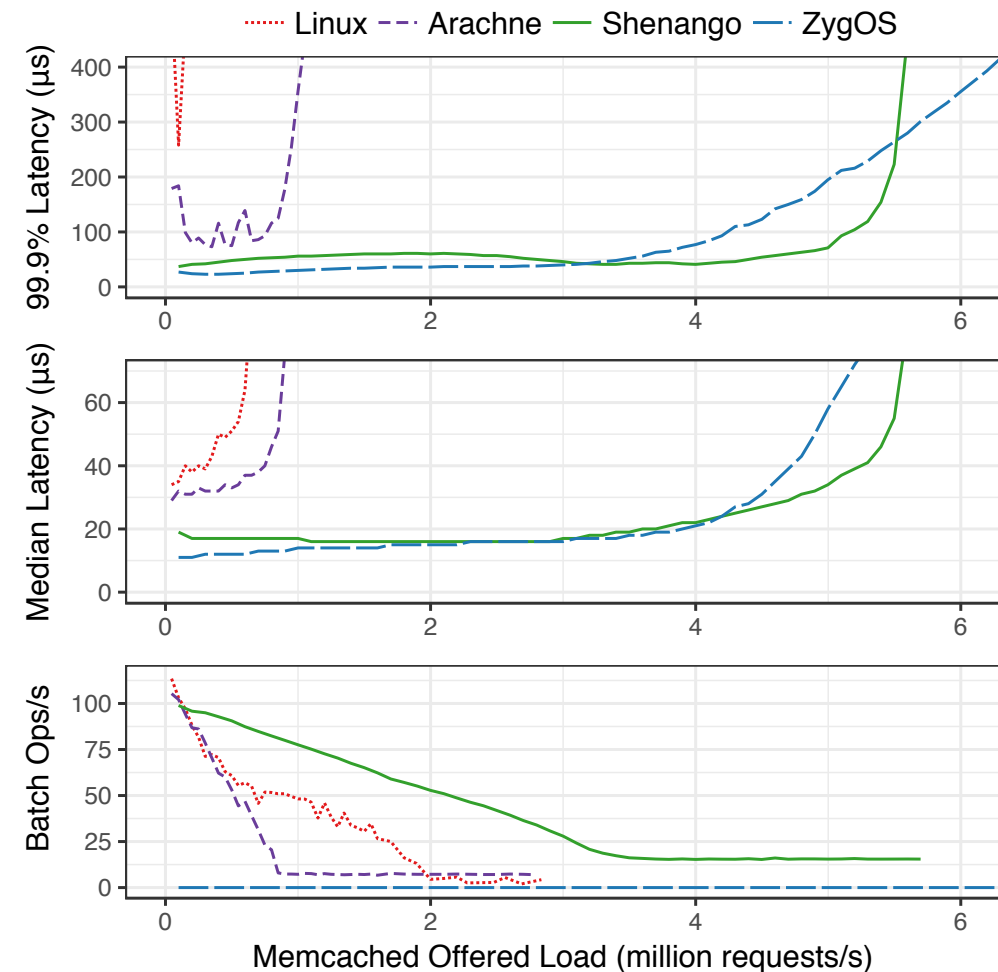 Linux Arachne Shenango ZygOS
99.9% Latency (µs)
400
300
200
100
0
0 2 4 6
Median Latency (µs)
60
40
20
0
0 2 4 6
Batch Ops/s
100
75
50
25
0
0 2 4 6
Memcached Offered Load (million requests/s)